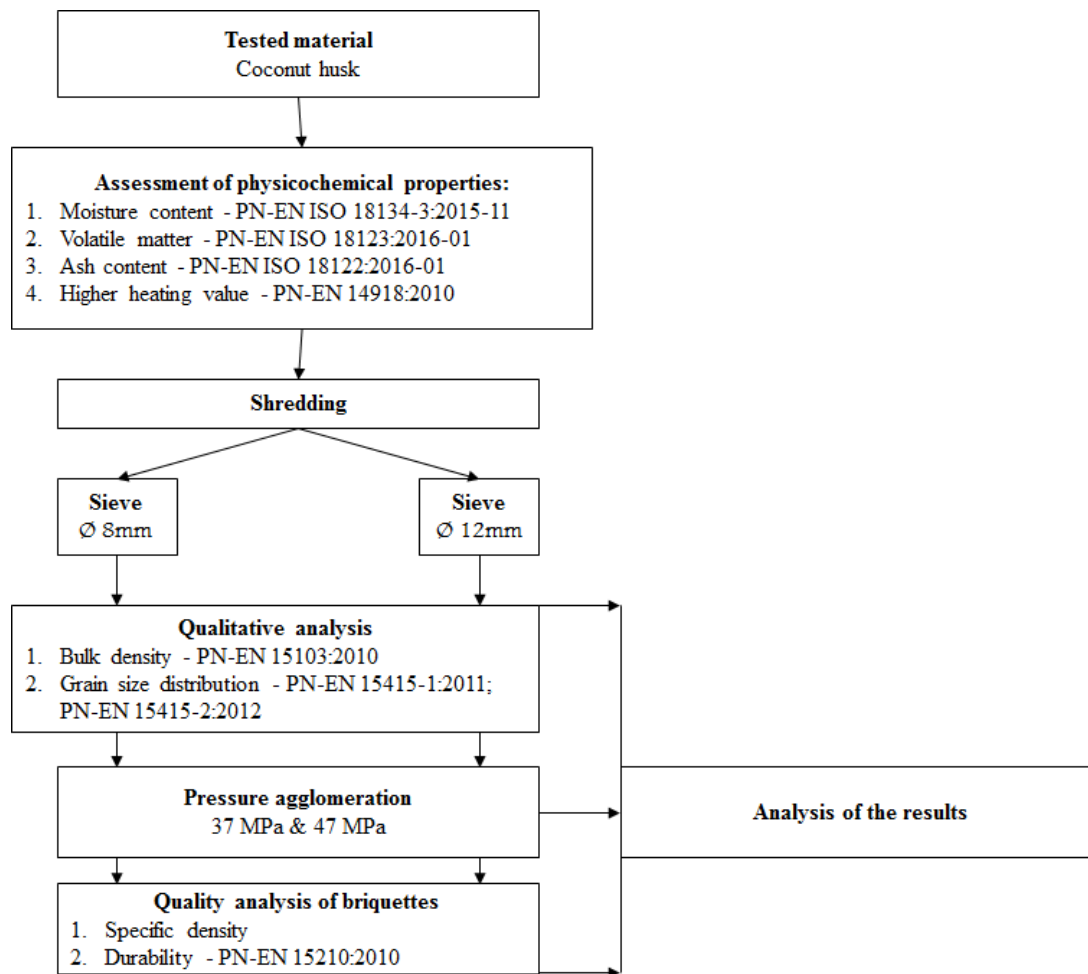 Tested material
Coconut husk
Assessment of physicochemical properties:
1. Moisture content - PN-EN ISO 18134-3:2015-11
2. Volatile matter - PN-EN ISO 18123:2016-01
3. Ash content - PN-EN ISO 18122:2016-01
4. Higher heating value - PN-EN 14918:2010
Shredding
Sieve
Ø 8mm
Sieve
Ø 12mm
Qualitative analysis
1. Bulk density - PN-EN 15103:2010
2. Grain size distribution - PN-EN 15415-1:2011;
PN-EN 15415-2:2012
Pressure agglomeration
37 MPa & 47 MPa
Analysis of the results
Quality analysis of briquettes
1. Specific density
2. Durability - PN-EN 15210:2010